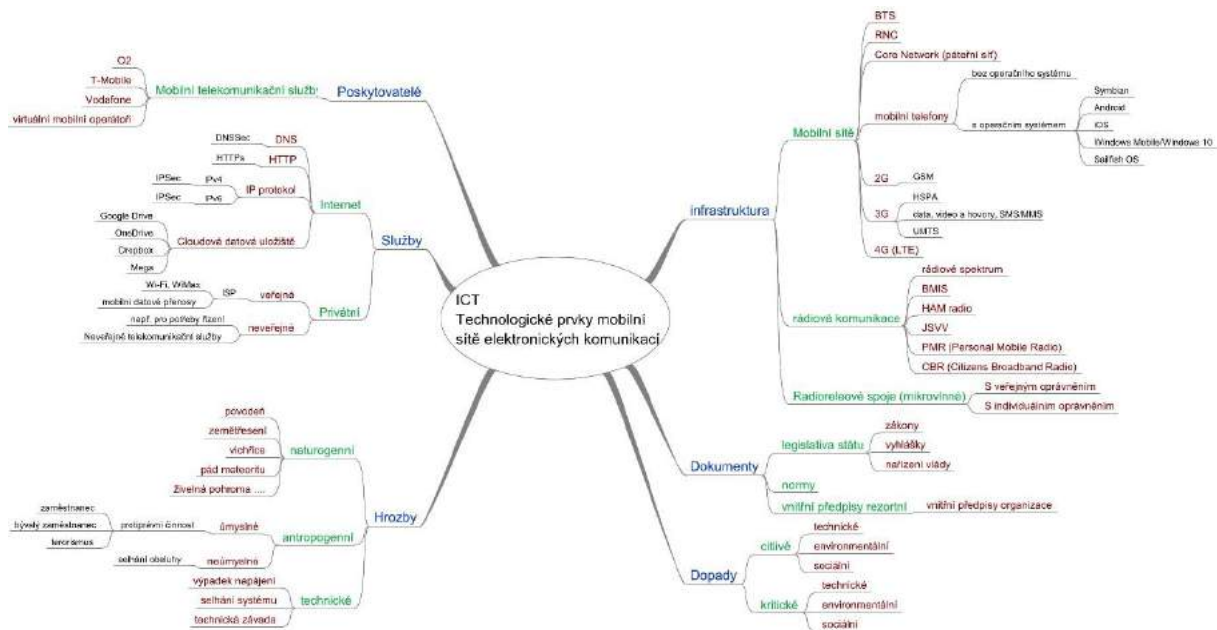 ICT
Technologické prvky mobilní
sítě elektronických komunikací
Poskytovatelé
Mobilní telekomunikační služby
O2
T-Mobile
Vodefone
virtuální mobilní operátoři
Služby
Internet
DNS
DNSSec
HTTP
HTTPs
IP protokol
IPv4
IPSec
IPv6
IPSec
Cloudová datová uložiště
Google Drive
OneDrive
Dropbox
Mega
Privátní
veřejná
ISP
Wi-Fi, WiMax
mobilní datové přenosy
neveřejné
např. pro potřeby řízení
Neveřejné telekomunikační služby
Hrozby
naturogenní
povodeň
zemětřesení
vichřice
pád meteoritu
živelná pohroma ....
antropogenní
úmyslné
protiprávní činnost
zaměstnanec
bývalý zaměstnanec
terorismus
neúmyslné
selhání obsluhy
technické
výpadek napájení
selhání systému
technická závada
infrastruktura
Mobilní sítě
BTS
RNC
Core Network (páteřní síť)
mobilní telefony
bez operačního systému
s operačním systémem
Symbian
Android
iOS
Windows Mobile/Windows 10
Sailfish OS
2G
GSM
3G
HSPA
data, video a hovory, SMS/MMS
UMTS
4G (LTE)
rádiová komunikace
rádiové spektrum
BMIS
HAM radio
JSVV
PMR (Personal Mobile Radio)
CBR (Citizens Broadband Radio)
Radioreleové spoje (mikrovlnné)
S veřejným oprávněním
S individuálním oprávněním
Dokumenty
legislativa státu
zákony
vyhlášky
nařízení vlády
normy
vnitřní předpisy rezortní
vnitřní předpisy organizace
Dopady
citlivé
technické
environmentální
sociální
kritické
technické
environmentální
sociální